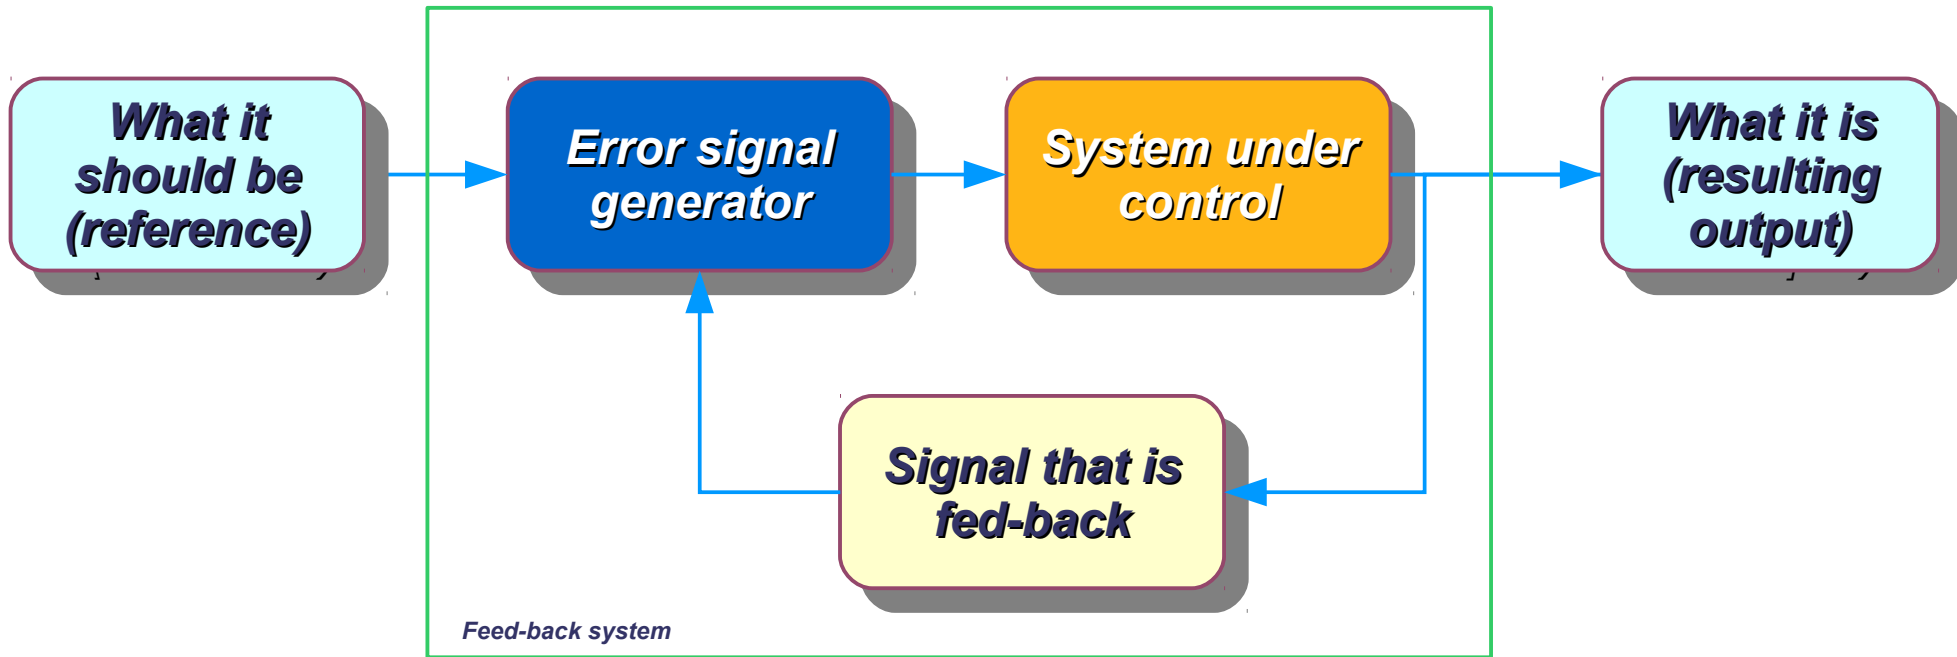 What it
should be
(reference)
Error signal
generator
System under
control
What it is
(resulting
output)
Signal that is
fed-back
Feed-back system